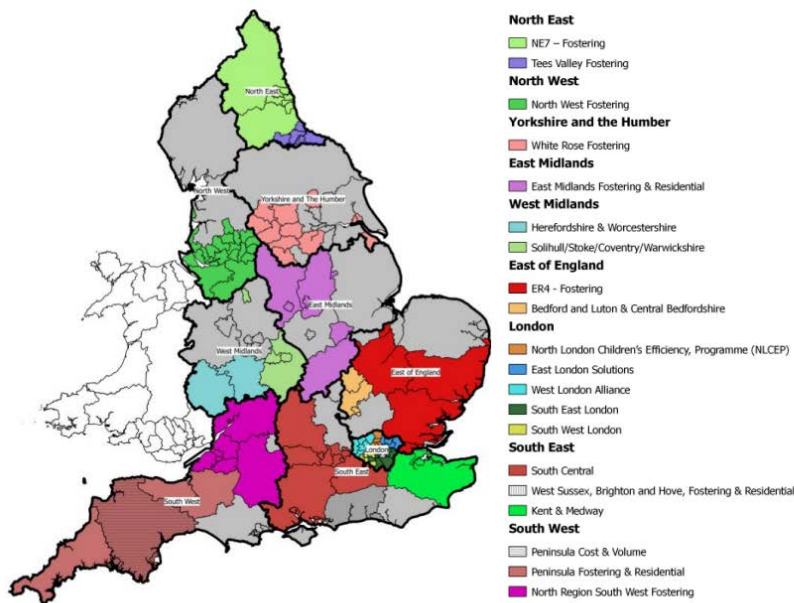 North East
NE7 – Fostering
Tees Valley Fostering
North West
North West Fostering
Yorkshire and the Humber
White Rose Fostering
East Midlands
East Midlands Fostering & Residential
West Midlands
Herefordshire & Worcestershire
Solihull/Stoke/Coventry/Warwickshire
East of England
ER4 - Fostering
Bedford and Luton & Central Bedfordshire
London
North London Children's Efficiency, Programme (NLCEP)
East London Solutions
West London Alliance
South East London
South West London
South East
South Central
West Sussex, Brighton and Hove, Fostering & Residential
Kent & Medway
South West
Peninsula Cost & Volume
Peninsula Fostering & Residential
North Region South West Fostering
North East
North West
Yorkshire and The Humber
East Midlands
West Midlands
East of England
London
South East
South West